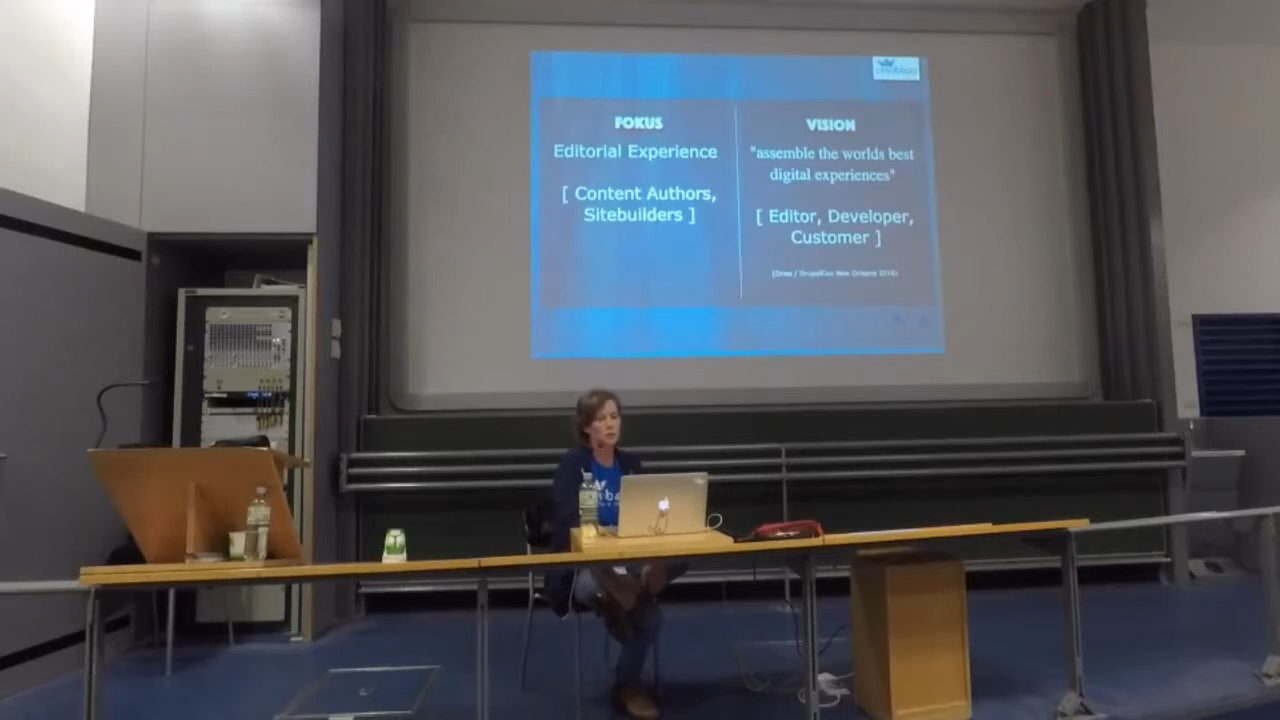 FOKUS
Editorial Experience
[ Content Authors,
Sitebuilders ]
VISION
"assemble the worlds best
digital experiences"
[ Editor, Developer,
Customer ]
(Dries / DrupalCon New Orleans 2016)